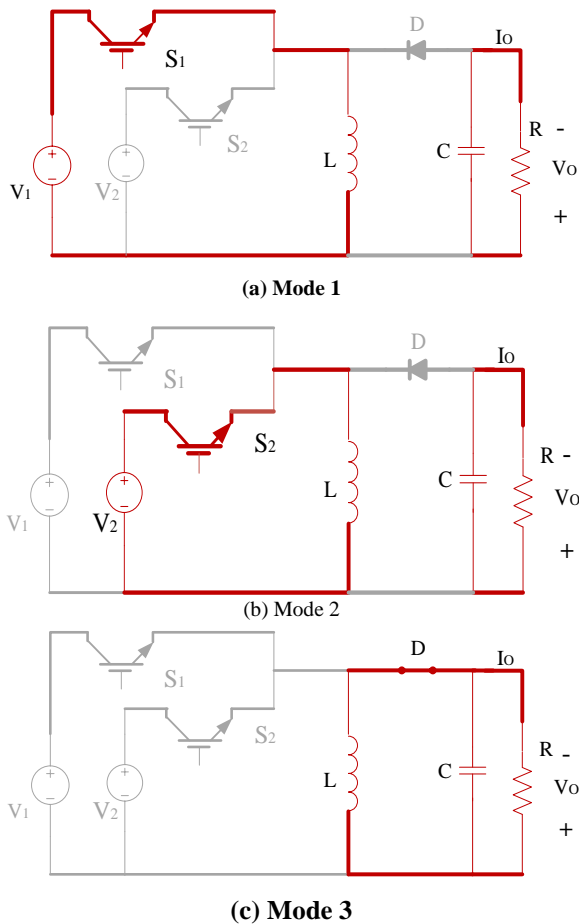 D
IO
S1
R -
S2
V2
C
V1
L
VO
+
(a) Mode 1
D
IO
S1
R -
S2
L
C
V1
V2
VO
+
(b) Mode 2
D
IO
S1
S2
R -
L
C
V1
V2
VO
+
(c) Mode 3